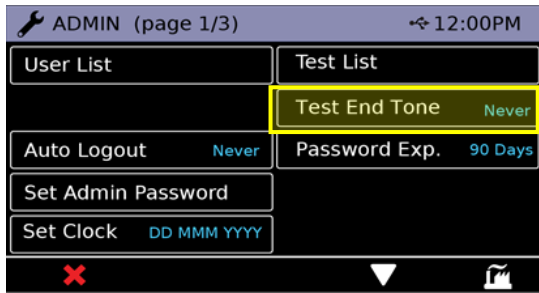 ADMIN (page 1/3) 12:00PM
User List
Test List
Test End Tone Never
Auto Logout Never
Password Exp. 90 Days
Set Admin Password
Set Clock DD MMM YYYY